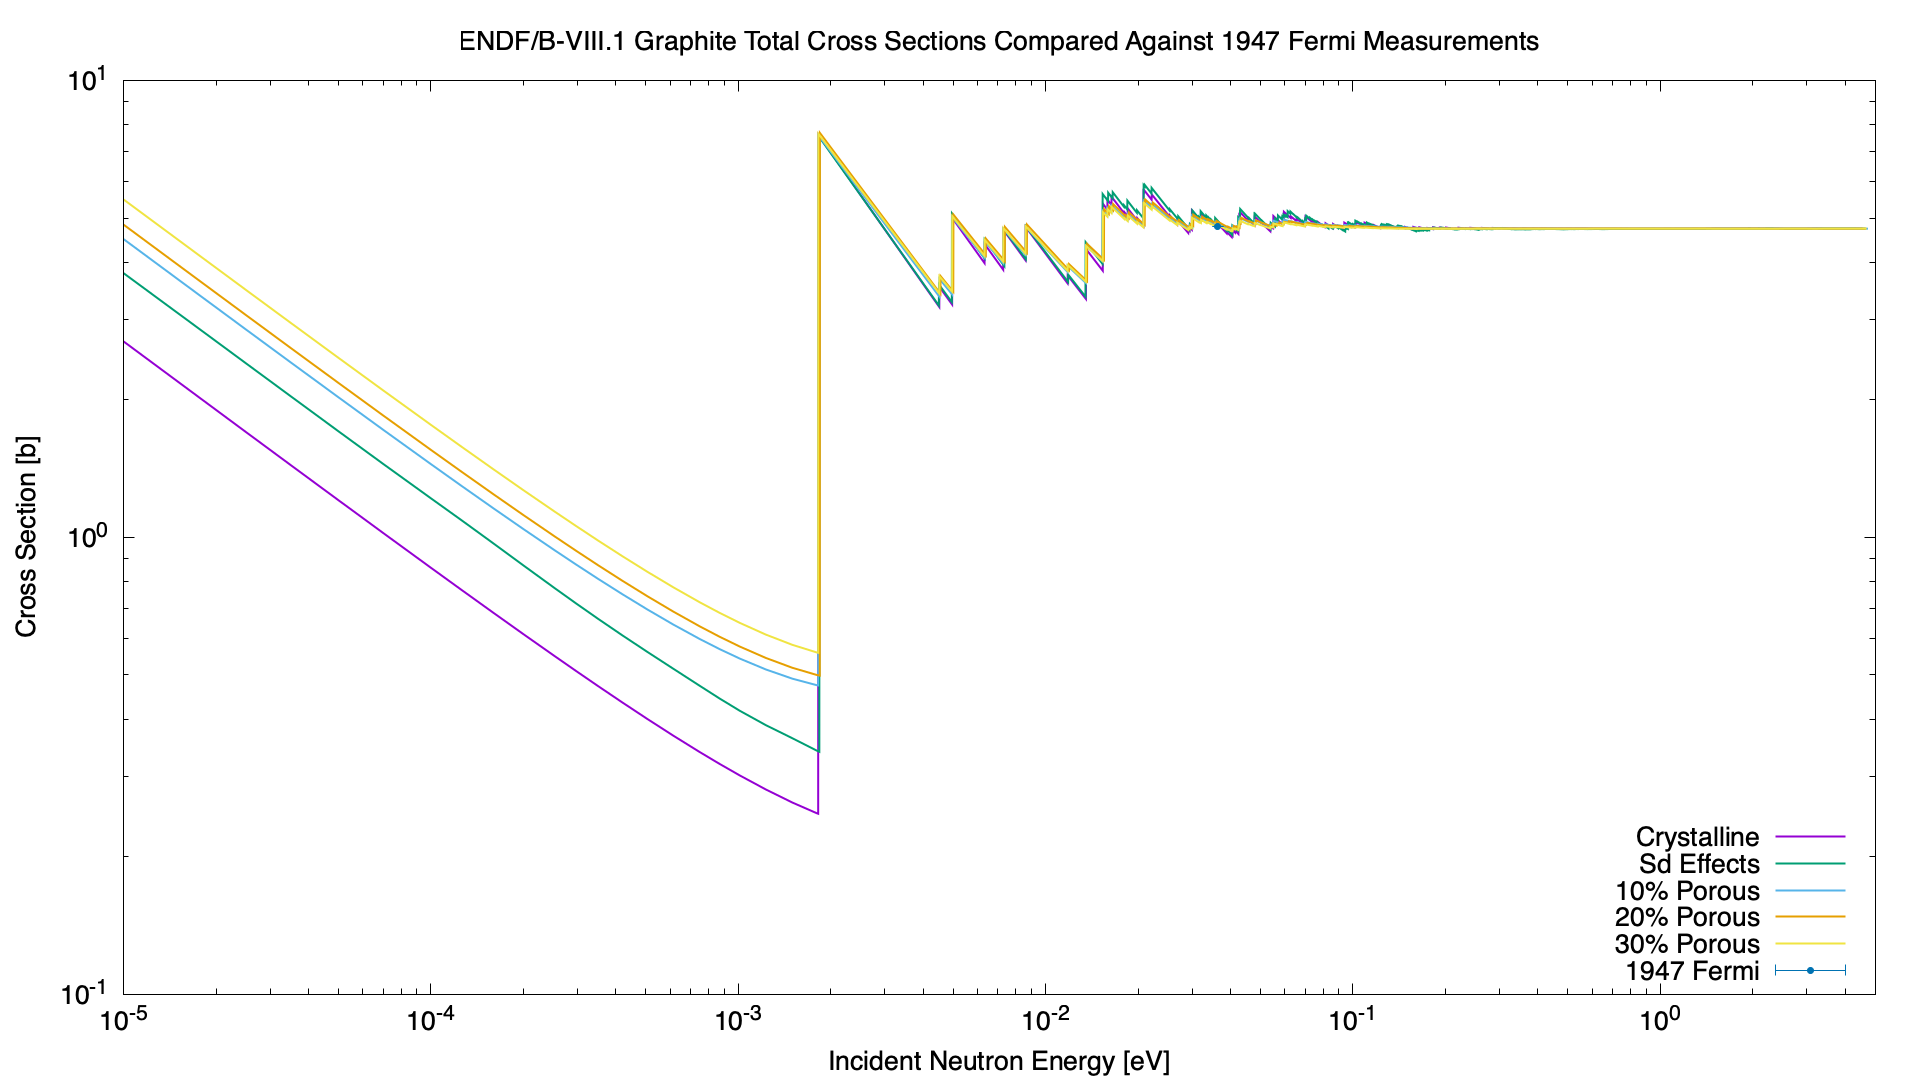 ENDF/B-VIII.1 Graphite Total Cross Sections Compared Against 1947 Fermi Measurements
10^1
10^0
10^-1
Cross Section [b]
Crystalline
Sd Effects
10% Porous
20% Porous
30% Porous
1947 Fermi
10^-5 10^-4 10^-3 10^-2 10^-1 10^0
Incident Neutron Energy [eV]